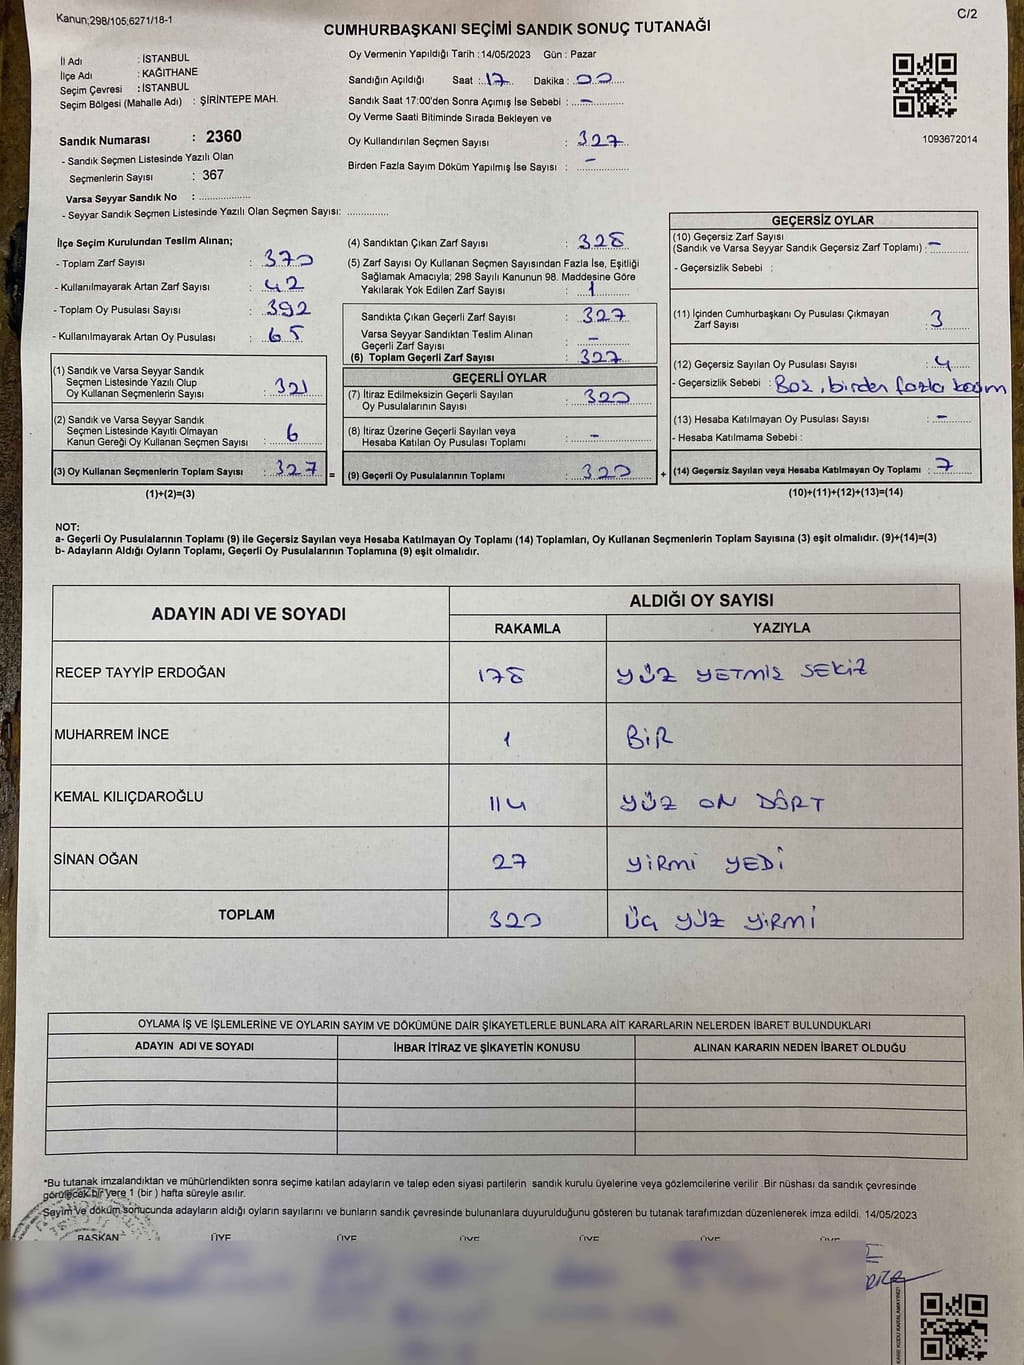 Kanun;298/105;6271/18-1
C/2
CUMHURBAŞKANI SEÇİMİ SANDIK SONUÇ TUTANAĞI
İl Adı : İSTANBUL
İlçe Adı : KAĞITHANE
Seçim Çevresi : İSTANBUL
Seçim Bölgesi (Mahalle Adı) : ŞİRİNTEPE MAH.
Sandık Numarası : 2360
- Sandık Seçmen Listesinde Yazılı Olan
Seçmenlerin Sayısı : 367
Varsa Seyyar Sandık No : ..................
- Seyyar Sandık Seçmen Listesinde Yazılı Olan Seçmen Sayısı: ..............
Oy Vermenin Yapıldığı Tarih : 14/05/2023 Gün : Pazar
Sandığın Açıldığı Saat : 17 Dakika : 00
Sandık Saat 17:00'den Sonra Açımış İse Sebebi : -
Oy Verme Saati Bitiminde Sırada Bekleyen ve
Oy Kullandırılan Seçmen Sayısı : 327
Birden Fazla Sayım Döküm Yapılmış İse Sayısı : -
1093672014
İlçe Seçim Kurulundan Teslim Alınan;
- Toplam Zarf Sayısı : 370
- Kullanılmayarak Artan Zarf Sayısı : 42
- Toplam Oy Pusulası Sayısı : 392
- Kullanılmayarak Artan Oy Pusulası : 65
(1) Sandık ve Varsa Seyyar Sandık
Seçmen Listesinde Yazılı Olup
Oy Kullanan Seçmenlerin Sayısı : 321
(2) Sandık ve Varsa Seyyar Sandık
Seçmen Listesinde Kayıtlı Olmayan
Kanun Gereği Oy Kullanan Seçmen Sayısı : 6
(3) Oy Kullanan Seçmenlerin Toplam Sayısı : 327 =
(1)+(2)=(3)
(4) Sandıktan Çıkan Zarf Sayısı : 328
(5) Zarf Sayısı Oy Kullanan Seçmen Sayısından Fazla İse, Eşitliği
Sağlamak Amacıyla; 298 Sayılı Kanunun 98. Maddesine Göre
Yakılarak Yok Edilen Zarf Sayısı : 1
Sandıkta Çıkan Geçerli Zarf Sayısı : 327
Varsa Seyyar Sandıktan Teslim Alınan
Geçerli Zarf Sayısı : -
(6) Toplam Geçerli Zarf Sayısı : 327
GEÇERLİ OYLAR
(7) İtiraz Edilmeksizin Geçerli Sayılan
Oy Pusulalarının Sayısı : 320
(8) İtiraz Üzerine Geçerli Sayılan veya
Hesaba Katılan Oy Pusulası Toplamı : -
(9) Geçerli Oy Pusulalarının Toplamı : 320 +
GEÇERSİZ OYLAR
(10) Geçersiz Zarf Sayısı
(Sandık ve Varsa Seyyar Sandık Geçersiz Zarf Toplamı) : -
- Geçersizlik Sebebi :
(11) İçinden Cumhurbaşkanı Oy Pusulası Çıkmayan
Zarf Sayısı : 3
(12) Geçersiz Sayılan Oy Pusulası Sayısı : 4
- Geçersizlik Sebebi : Boş, birden fazla basım
(13) Hesaba Katılmayan Oy Pusulası Sayısı : -
- Hesaba Katılmama Sebebi :
(14) Geçersiz Sayılan veya Hesaba Katılmayan Oy Toplamı : 7
(10)+(11)+(12)+(13)=(14)
NOT:
a- Geçerli Oy Pusulalarının Toplamı (9) ile Geçersiz Sayılan veya Hesaba Katılmayan Oy Toplamı (14) Toplamları, Oy Kullanan Seçmenlerin Toplam Sayısına (3) eşit olmalıdır. (9)+(14)=(3)
b- Adayların Aldığı Oyların Toplamı, Geçerli Oy Pusulalarının Toplamına (9) eşit olmalıdır.
ADAYIN ADI VE SOYADI
ALDIĞI OY SAYISI
RAKAMLA YAZIYLA
RECEP TAYYİP ERDOĞAN 178 YÜZ YETMİŞ SEKİZ
MUHARREM İNCE 1 BİR
KEMAL KILIÇDAROĞLU 114 YÜZ ON DÖRT
SİNAN OĞAN 27 YİRMİ YEDİ
TOPLAM 320 ÜÇ YÜZ YİRMİ
OYLAMA İŞ VE İŞLEMLERİNE VE OYLARIN SAYIM VE DÖKÜMÜNE DAİR ŞİKAYETLERLE BUNLARA AİT KARARLARIN NELERDEN İBARET BULUNDUKLARI
ADAYIN ADI VE SOYADI İHBAR İTİRAZ VE ŞİKAYETİN KONUSU ALINAN KARARIN NEDEN İBARET OLDUĞU
*Bu tutanak imzalandıktan ve mühürlendikten sonra seçime katılan adayların ve talep eden siyasi partilerin sandık kurulu üyelerine veya gözlemcilerine verilir. Bir nüshası da sandık çevresinde
görülecek bir yere 1 (bir) hafta süreyle asılır.
Sayım ve döküm sonucunda adayların aldığı oyların sayılarını ve bunların sandık çevresinde bulunanlara duyurulduğunu gösteren bu tutanak tarafımızdan düzenlenerek imza edildi. 14/05/2023
BAŞKAN ÜYE ÜYE ÜYE ÜYE ÜYE ÜYE